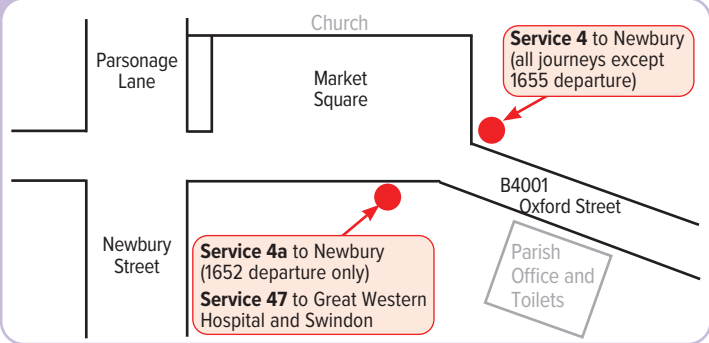 Church
Parsonage
Lane
Market
Square
Service 4 to Newbury
(all journeys except
1655 departure)
B4001
Oxford Street
Newbury
Street
Service 4a to Newbury
(1652 departure only)
Service 47 to Great Western
Hospital and Swindon
Parish
Office and
Toilets